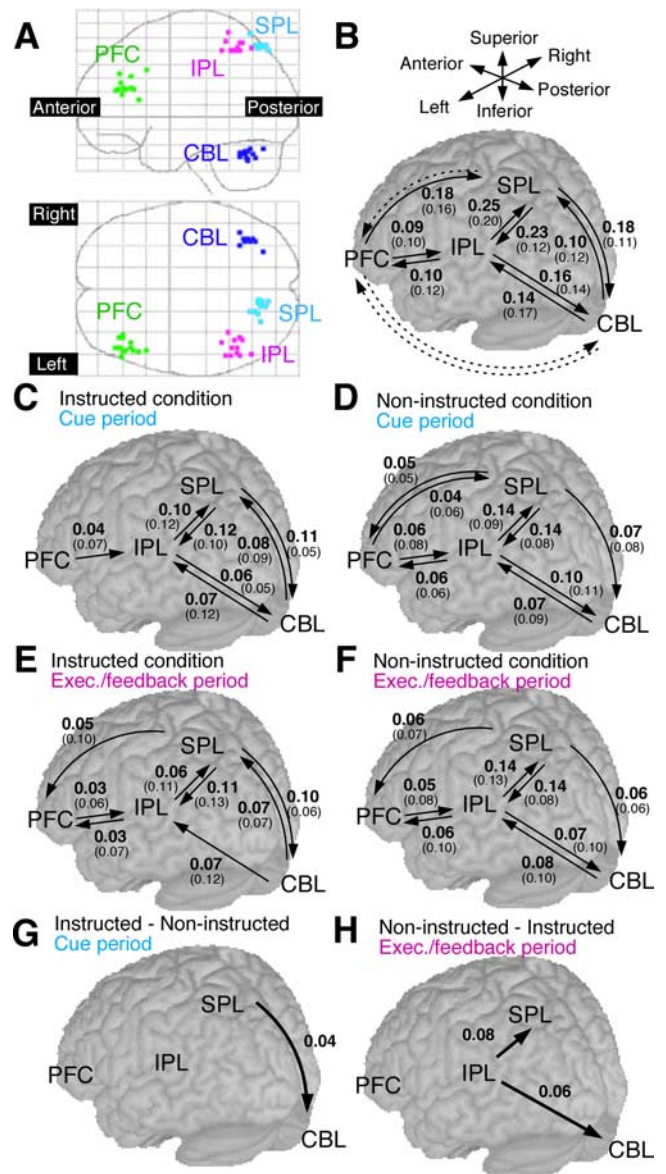 A
SPL
PFC
IPL
Anterior
Posterior
CBL
Right
CBL
PFC
SPL
IPL
Left
B
Superior
Anterior
Right
Posterior
Left
Inferior
0.18
(0.16)
SPL
0.25
(0.20)
0.18
(0.11)
0.09
(0.10)
0.23
(0.12)
0.10
(0.12)
PFC
IPL
0.10
(0.12)
0.16
(0.14)
0.14
(0.17)
CBL
C
Instructed condition
Cue period
SPL
0.10
(0.12)
0.11
(0.05)
0.04
(0.07)
0.12
(0.10)
0.08
(0.09)
PFC
IPL
0.06
(0.05)
0.07
(0.12)
CBL
D
Non-instructed condition
Cue period
0.05
(0.05)
0.04
(0.06)
SPL
0.14
(0.09)
0.07
(0.08)
0.06
(0.08)
0.14
(0.08)
PFC
IPL
0.06
(0.06)
0.10
(0.11)
0.07
(0.09)
CBL
E
Instructed condition
Exec./feedback period
0.05
(0.10)
SPL
0.06
(0.11)
0.10
(0.06)
0.03
(0.06)
0.11
(0.13)
0.07
(0.07)
PFC
IPL
0.03
(0.07)
0.07
(0.12)
CBL
F
Non-instructed condition
Exec./feedback period
0.06
(0.07)
SPL
0.14
(0.13)
0.06
(0.06)
0.05
(0.08)
0.14
(0.08)
PFC
IPL
0.06
(0.10)
0.07
(0.10)
0.08
(0.10)
CBL
G
Instructed - Non-instructed
Cue period
SPL
0.04
IPL
PFC
CBL
H
Non-instructed - Instructed
Exec./feedback period
0.08
SPL
IPL
0.06
PFC
CBL